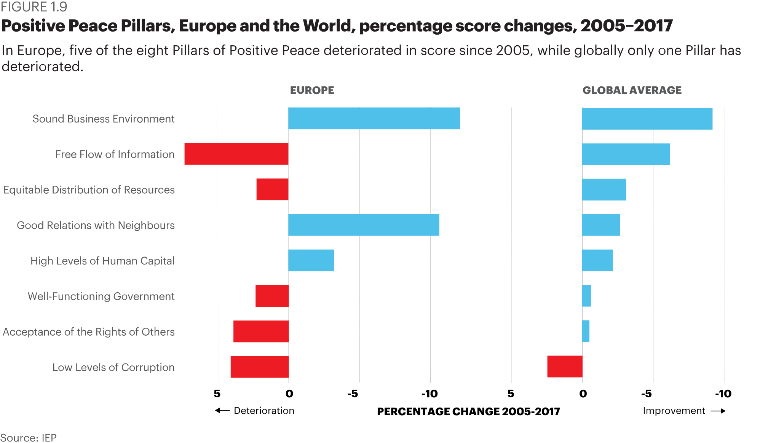 FIGURE 1.9
Positive Peace Pillars, Europe and the World, percentage score changes, 2005–2017
In Europe, five of the eight Pillars of Positive Peace deteriorated in score since 2005, while globally only one Pillar has
deteriorated.
EUROPE GLOBAL AVERAGE
Sound Business Environment
Free Flow of Information
Equitable Distribution of Resources
Good Relations with Neighbours
High Levels of Human Capital
Well-Functioning Government
Acceptance of the Rights of Others
Low Levels of Corruption
5 0 -5 -10 5 0 -5 -10
Deterioration PERCENTAGE CHANGE 2005-2017 Improvement
Source: IEP